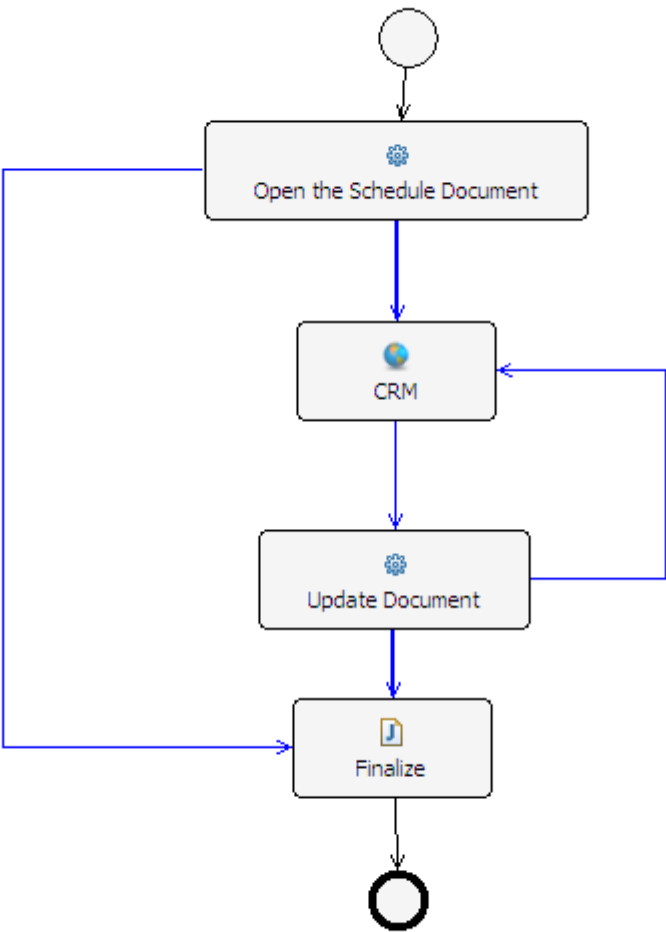 Open the Schedule Document
CRM
Update Document
J
Finalize